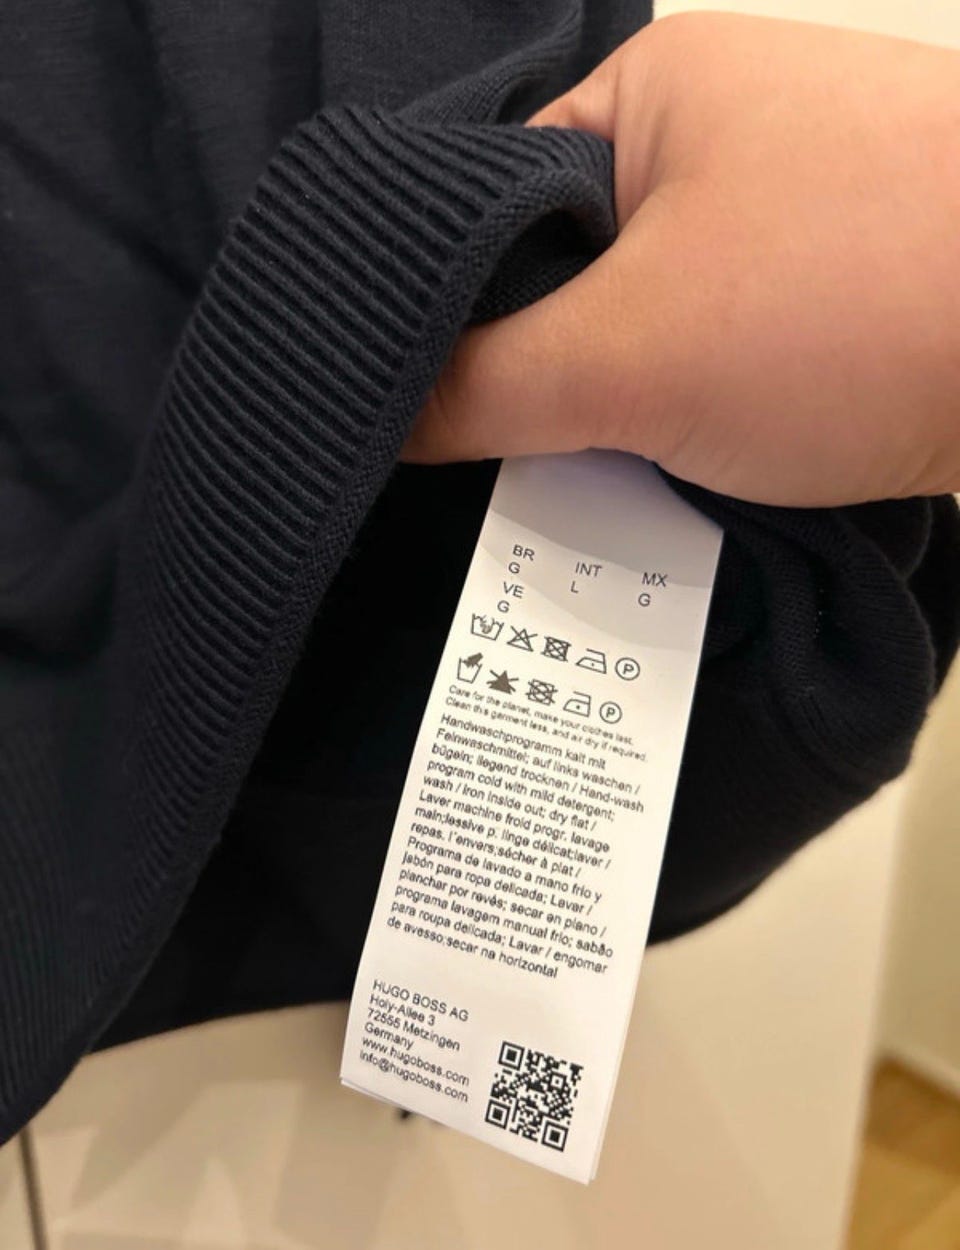 BR INT MX
G L G
VE
G
P
P
Care for the planet, make your clothes last.
Clean this garment less, and air dry if required.
Handwaschprogramm kalt mit
Feinwaschmittel; auf links waschen /
bügeln; liegend trocknen / Hand-wash
program cold with mild detergent;
wash / iron inside out; dry flat /
Laver machine froid progr. lavage
main;lessive p. linge délicat;laver /
repas. l'envers;sécher à plat /
Programa de lavado a mano frío y
jabón para ropa delicada; Lavar /
planchar por revés; secar en plano /
programa lavagem manual frio; sabão
para roupa delicada; Lavar / engomar
de avesso;secar na horizontal
HUGO BOSS AG
Holy-Allee 3
72555 Metzingen
Germany
www.hugoboss.com
info@hugoboss.com